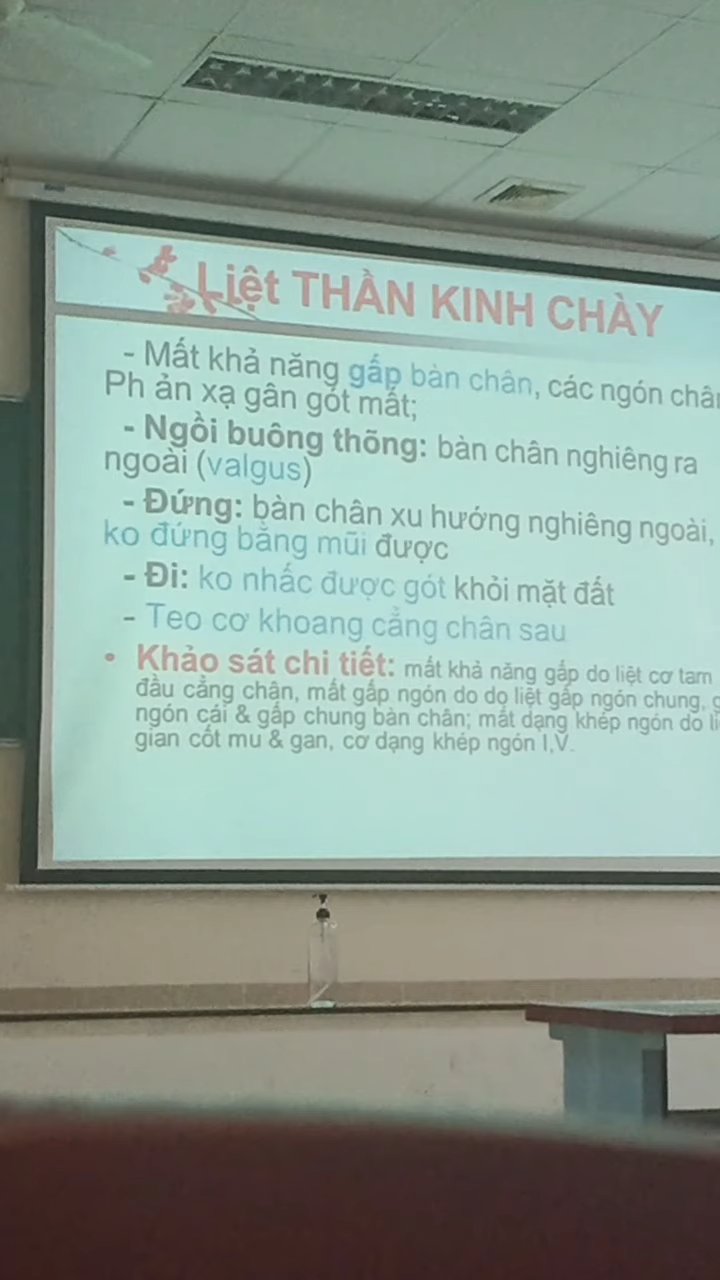 Liệt THẦN KINH CHÀY
- Mất khả năng gấp bàn chân, các ngón chân
Ph ản xạ gân gót mất;
- Ngồi buông thõng: bàn chân nghiêng ra
ngoài (valgus)
- Đứng: bàn chân xu hướng nghiêng ngoài,
ko đứng bằng mũi được
- Đi: ko nhấc được gót khỏi mặt đất
- Teo cơ khoang cẳng chân sau
• Khảo sát chi tiết: mất khả năng gấp do liệt cơ tam
đầu cẳng chân, mất gấp ngón do do liệt gấp ngón chung,
ngón cái & gấp chung bàn chân; mất dạng khép ngón do
gian cốt mu & gan, cơ dạng khép ngón I,V.